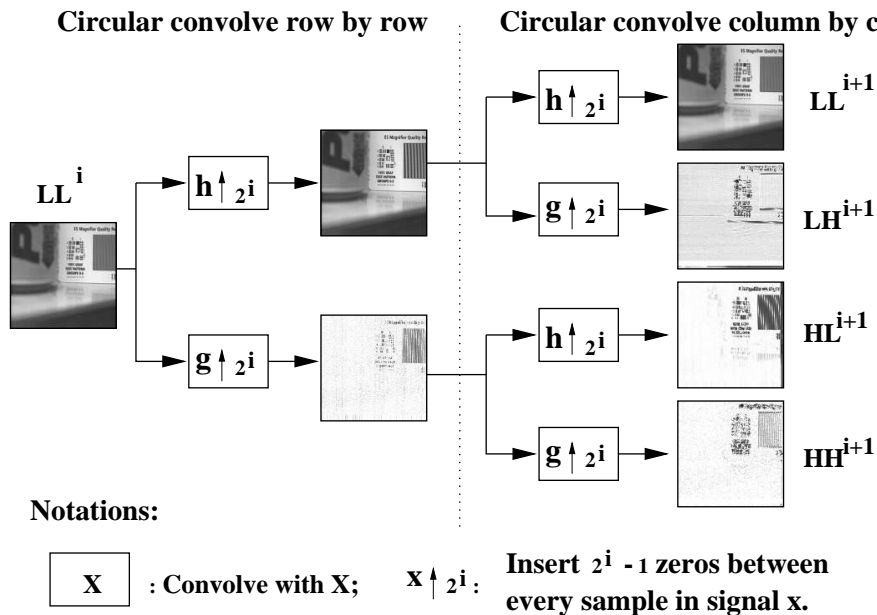 Circular convolve row by row
Circular convolve column by c
LL^i
h ↑ 2^i
g ↑ 2^i
h ↑ 2^i
LL^i+1
g ↑ 2^i
LH^i+1
h ↑ 2^i
HL^i+1
g ↑ 2^i
HH^i+1
Notations:
X : Convolve with X; x ↑ 2^i : Insert 2^i - 1 zeros between
every sample in signal x.